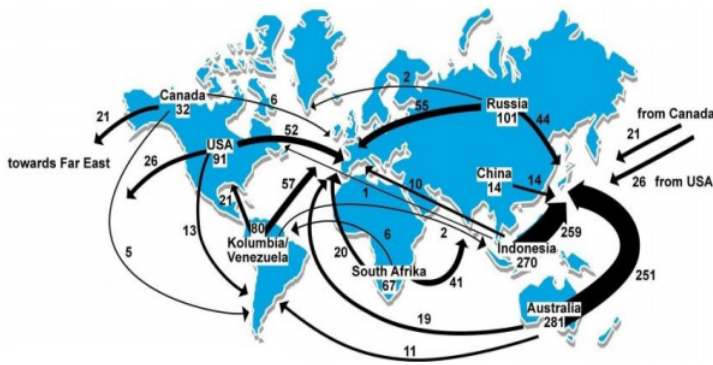 Canada
32
21
towards Far East
26
5
13
USA
91
52
6
2
55
Russia
101
44
from Canada
21
26 from USA
China
14
14
57
21
80
Kolumbia/
Venezuela
1
10
2
6
20
South Afrika
67
41
Indonesia
270
259
251
Australia
281
19
11